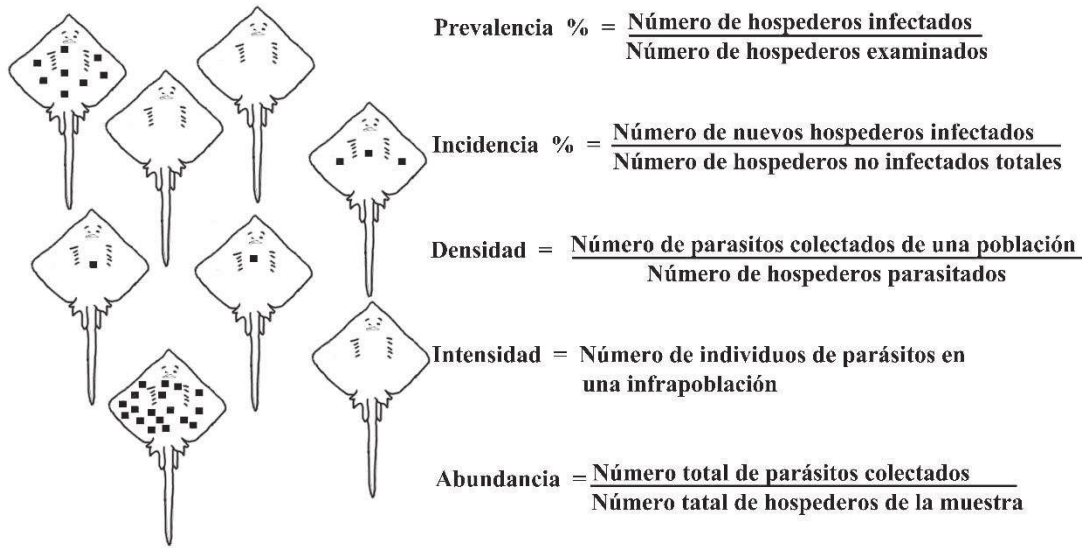 Prevalencia % = Número de hospederos infectados
Número de hospederos examinados
Incidencia % = Número de nuevos hospederos infectados
Número de hospederos no infectados totales
Densidad = Número de parasitos colectados de una población
Número de hospederos parasitados
Intensidad = Número de individuos de parásitos en
una infrapoblación
Abundancia = Número total de parásitos colectados
Número tatal de hospederos de la muestra